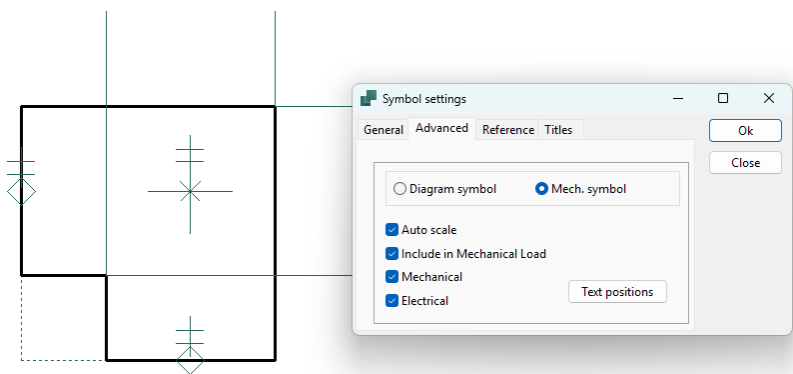 Symbol settings
General Advanced Reference Titles
Ok
Close
Diagram symbol Mech. symbol
Auto scale
Include in Mechanical Load
Mechanical
Electrical
Text positions